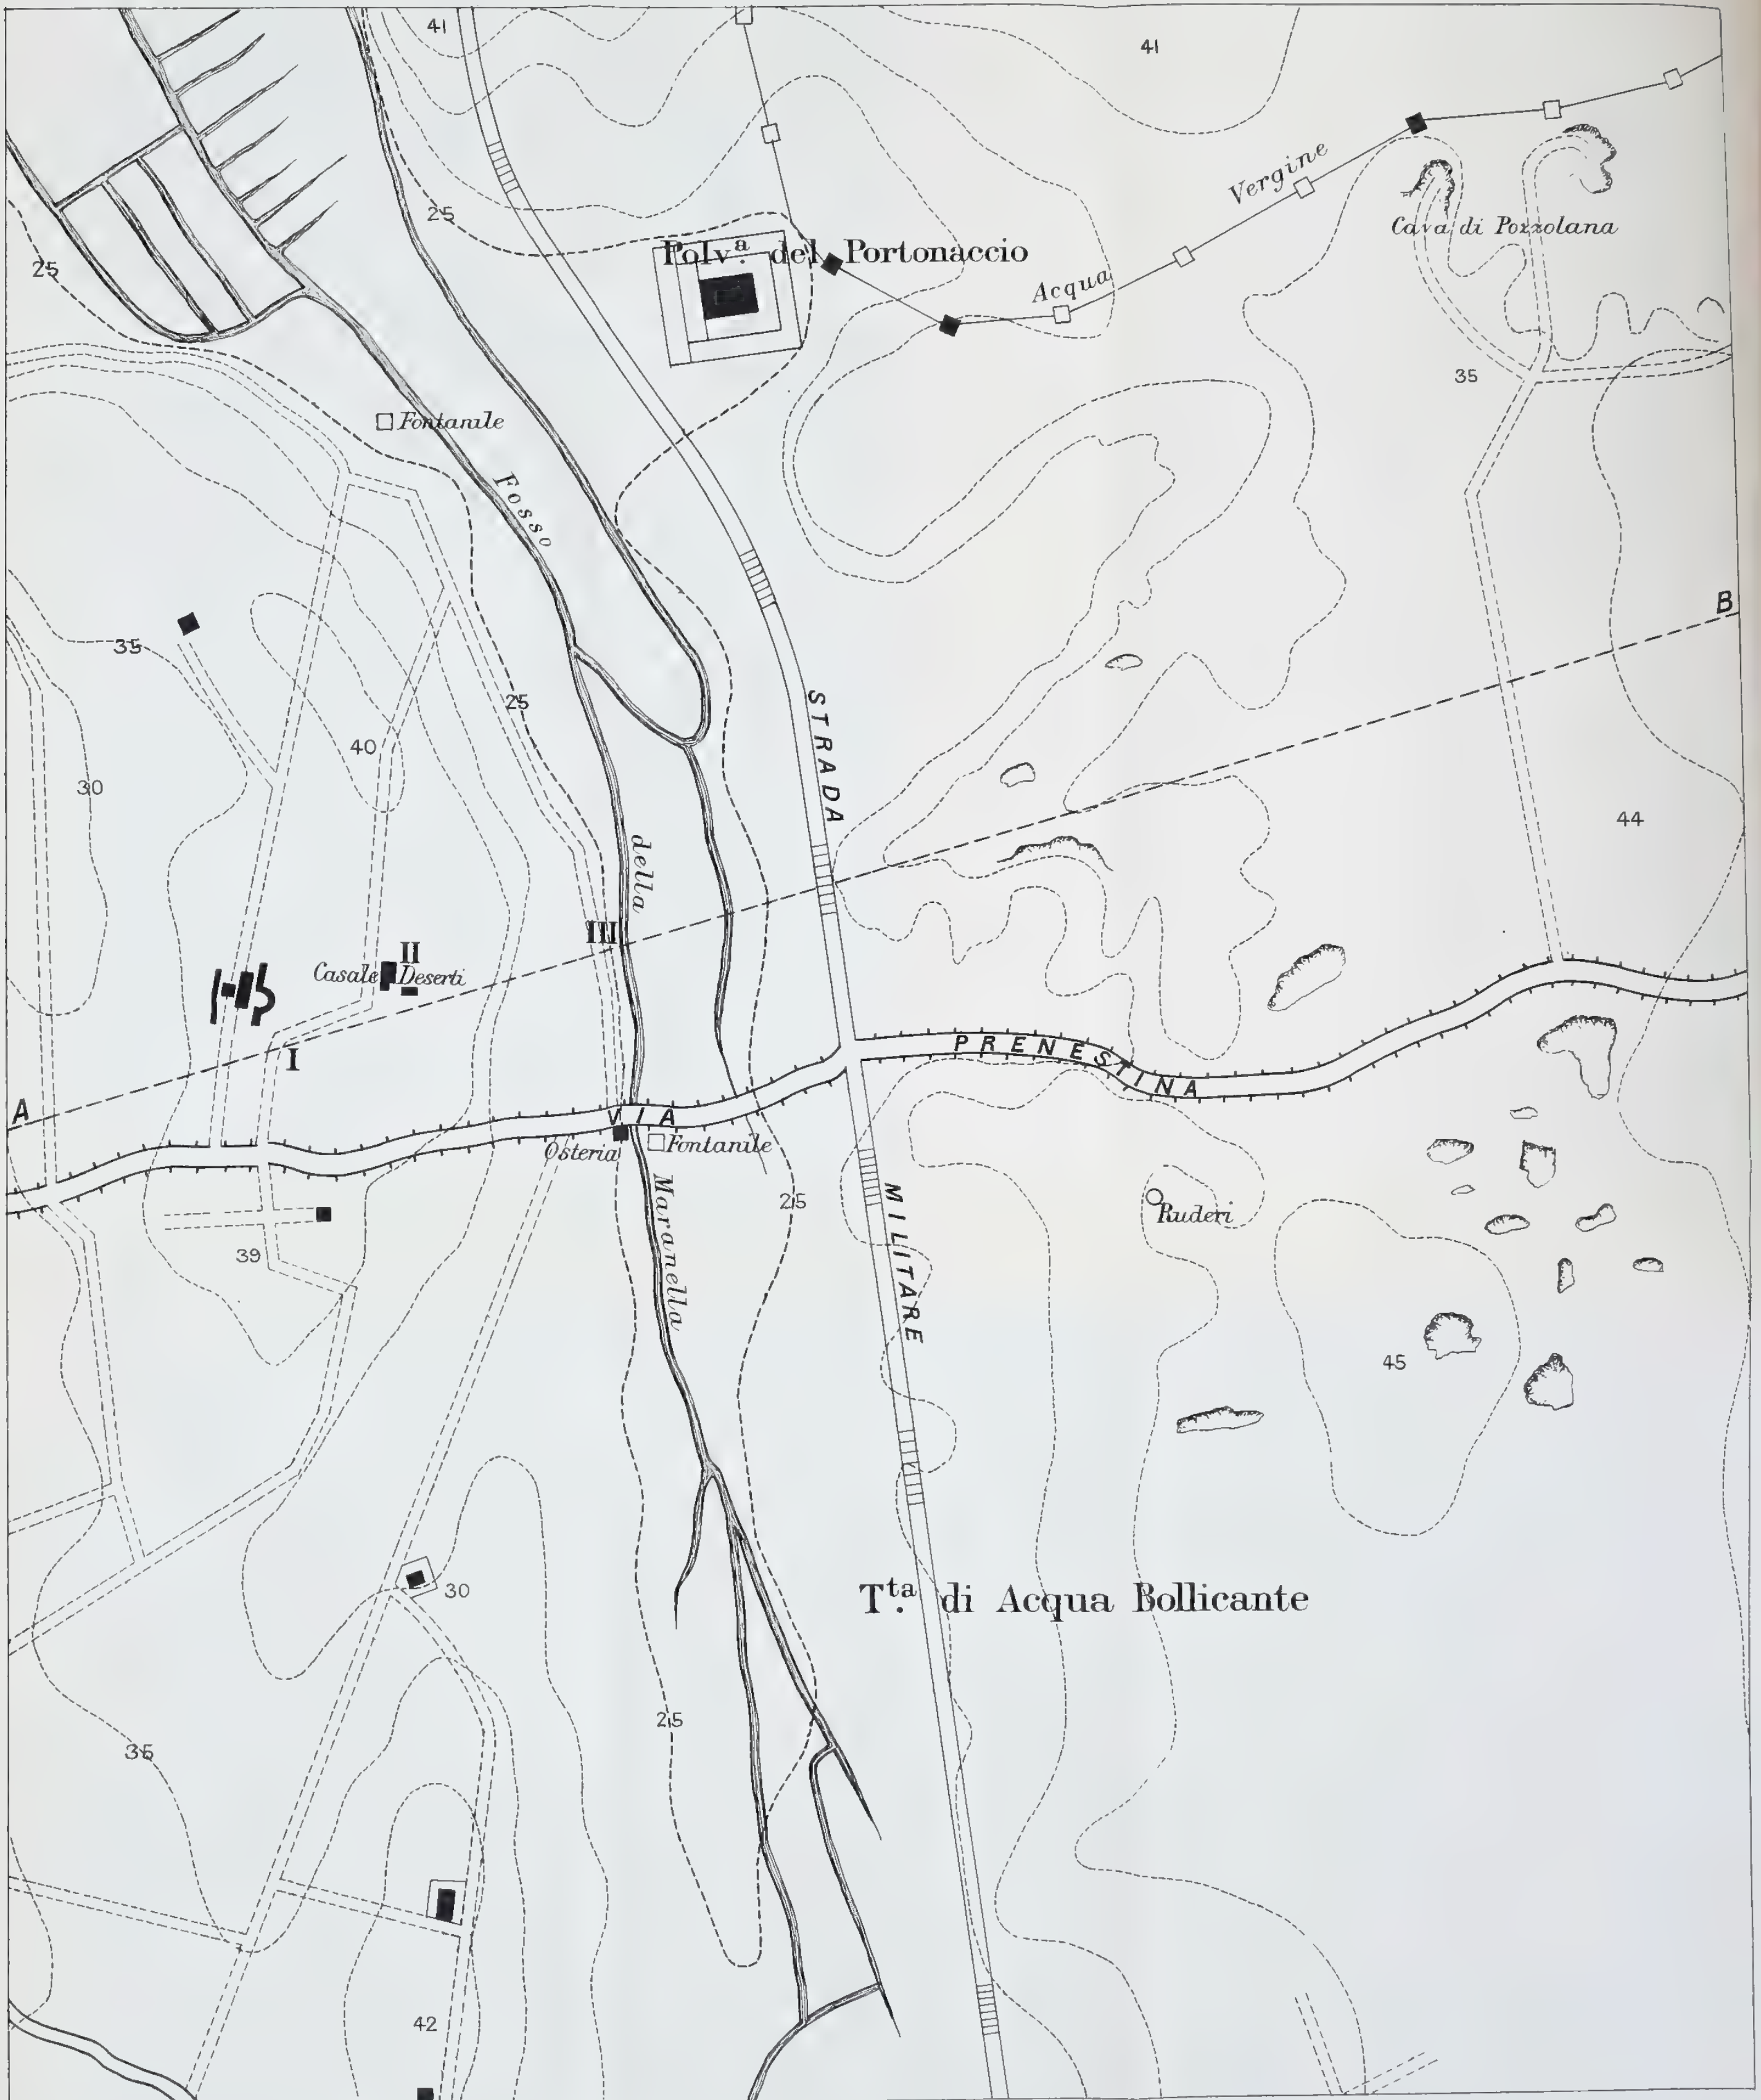 41
41
Vergine
25
Cava di Pozzolana
25
Polv.ª del Portonaccio
Acqua
35
Fontanile
Fosso
B
35
STRADA
25
40
30
44
della
III
II
Casale Deserti
I
PRENESTINA
A
VIA
Osteria
Fontanile
Maranella
25
MILITARE
Ruderi
39
45
30
T.ta di Acqua Bollicante
25
35
42